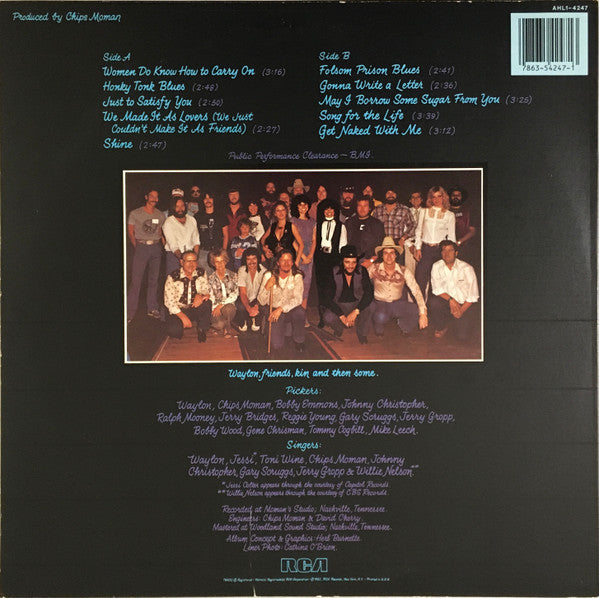 Produced by Chips Moman
AHL1-4247
7863-54247-1
Side A
Women Do Know How to Carry On (3:16)
Honky Tonk Blues (2:48)
Just to Satisfy You (2:50)
We Made It As Lovers (We Just
Couldn't Make It As Friends) (2:27)
Shine (2:47)
Side B
Folsom Prison Blues (2:41)
Gonna Write a Letter (2:36)
May I Borrow Some Sugar From You (3:25)
Song for the Life (3:39)
Get Naked With Me (3:12)
Public Performance Clearance – BMI.
Waylon, friends, kin and then some.
Pickers:
Waylon, Chips Moman, Bobby Emmons, Johnny Christopher,
Ralph Mooney, Jerry Bridges, Reggie Young, Gary Scruggs, Jerry Gropp,
Bobby Wood, Gene Chrisman, Tommy Cogbill, Mike Leech.
Singers:
Waylon, Jessi*, Toni Wine, Chips Moman, Johnny
Christopher, Gary Scruggs, Jerry Gropp & Willie Nelson**
*Jessi Colter appears through the courtesy of Capitol Records.
**Willie Nelson appears through the courtesy of CBS Records.
Recorded at Moman's Studio; Nashville, Tennessee.
Engineers: Chips Moman & David Cherry.
Mastered at Woodland Sound Studio; Nashville, Tennessee.
Album Concept & Graphics: Herb Burnette.
Liner Photo: Catrina O'Brien.
RCA